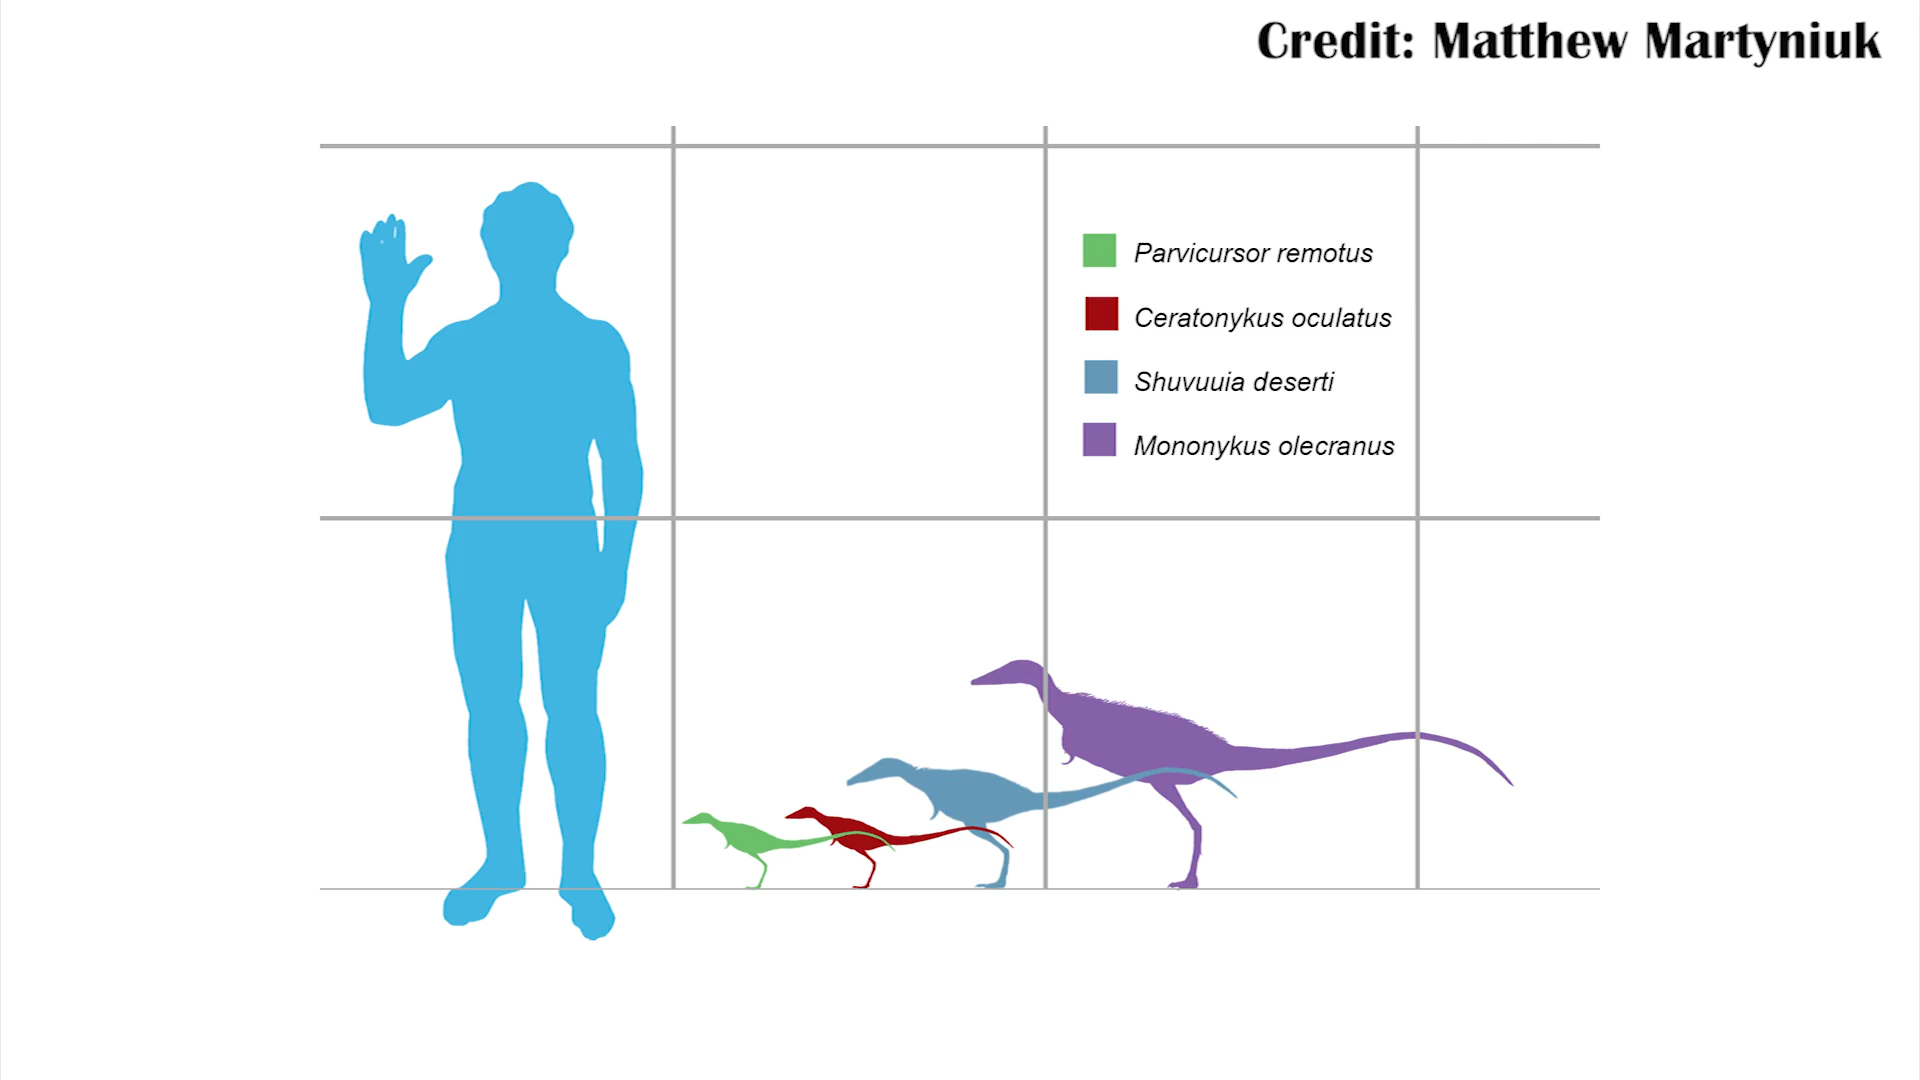 Credit: Matthew Martyniuk
Parvicursor remotus
Ceratonykus oculatus
Shuvuuia deserti
Mononykus olecranus